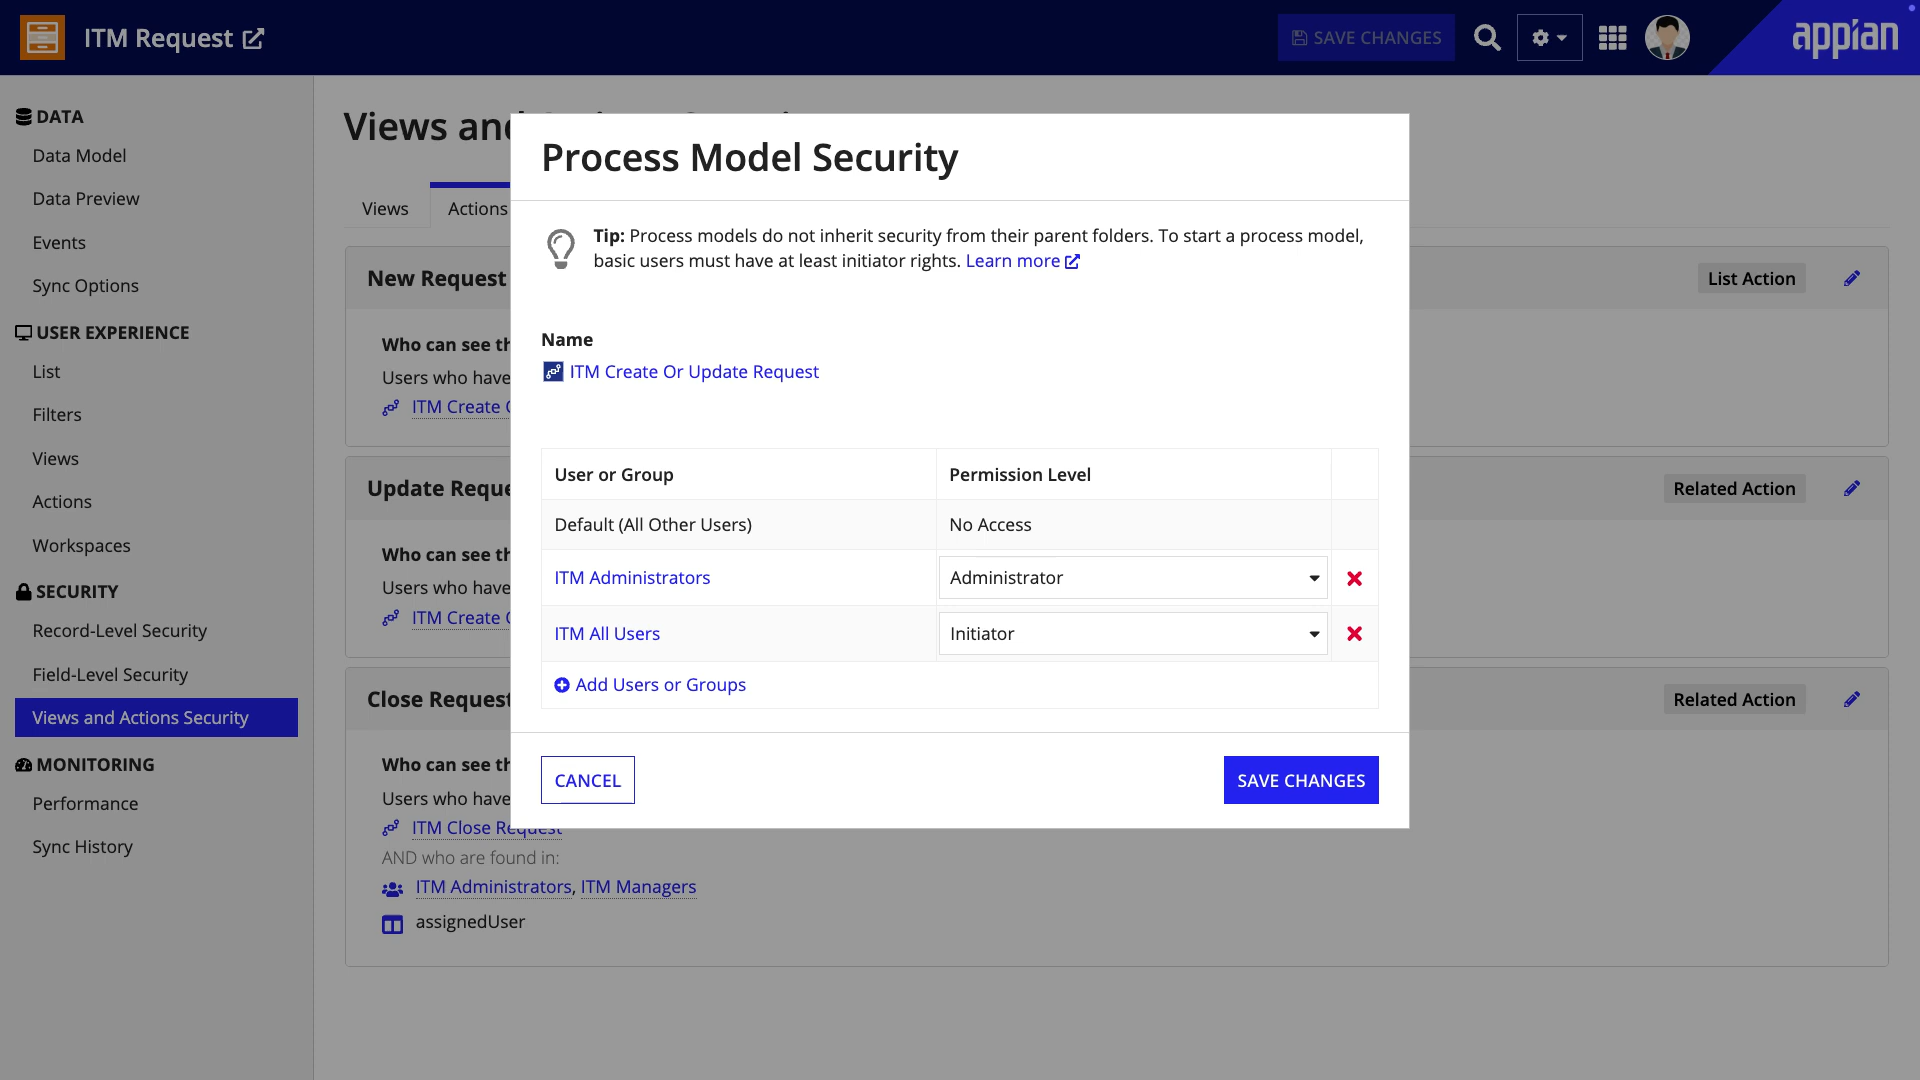 ITM Request
SAVE CHANGES
appian
DATA
Data Model
Data Preview
Events
Sync Options
USER EXPERIENCE
List
Filters
Views
Actions
Workspaces
SECURITY
Record-Level Security
Field-Level Security
Views and Actions Security
MONITORING
Performance
Sync History
Views and
Views
Actions
New Request
List Action
Who can see th
Users who have
ITM Create
Update Reque
Related Action
Who can see th
Users who have
ITM Create
Close Request
Related Action
Who can see th
Users who have
ITM Close Request
AND who are found in:
ITM Administrators, ITM Managers
assignedUser
Process Model Security
Tip: Process models do not inherit security from their parent folders. To start a process model,
basic users must have at least initiator rights. Learn more
Name
ITM Create Or Update Request
User or Group Permission Level
Default (All Other Users) No Access
ITM Administrators Administrator
ITM All Users Initiator
Add Users or Groups
CANCEL
SAVE CHANGES